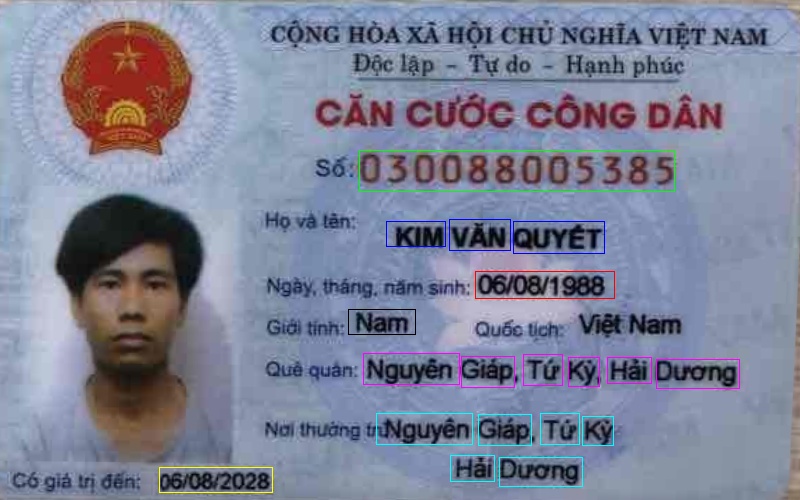 CỘNG HÒA XÃ HỘI CHỦ NGHĨA VIỆT NAM
Độc lập - Tự do - Hạnh phúc
CĂN CƯỚC CÔNG DÂN
Số: 030088005385
Họ và tên: KIM VĂN QUYẾT
Ngày, tháng, năm sinh: 06/08/1988
Giới tính: Nam Quốc tịch: Việt Nam
Quê quán: Nguyên Giáp, Tứ Kỳ, Hải Dương
Nơi thường trú: Nguyên Giáp, Tứ Kỳ
Hải Dương
Có giá trị đến: 06/08/2028